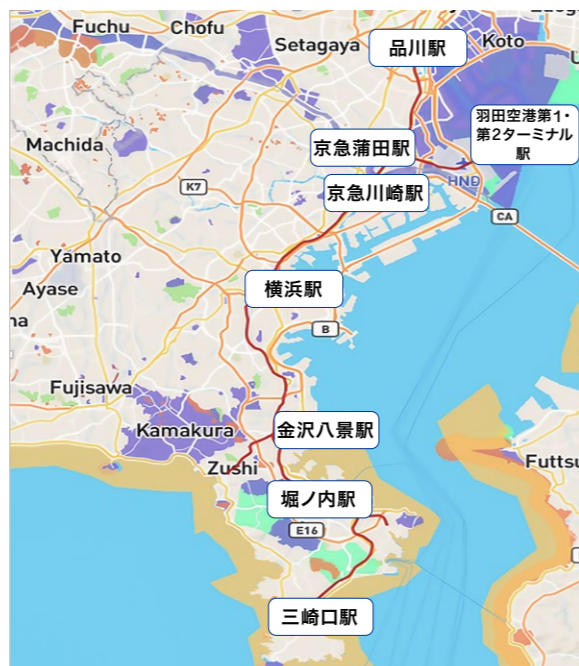 Fuchu
Chofu
Setagaya
Koto
品川駅
羽田空港第1・
第2ターミナル
駅
京急蒲田駅
Machida
K7
京急川崎駅
HND
CA
Yamato
Ayase
横浜駅
B
Fujisawa
Kamakura
金沢八景駅
Zushi
Futtsu
堀ノ内駅
E16
三崎口駅